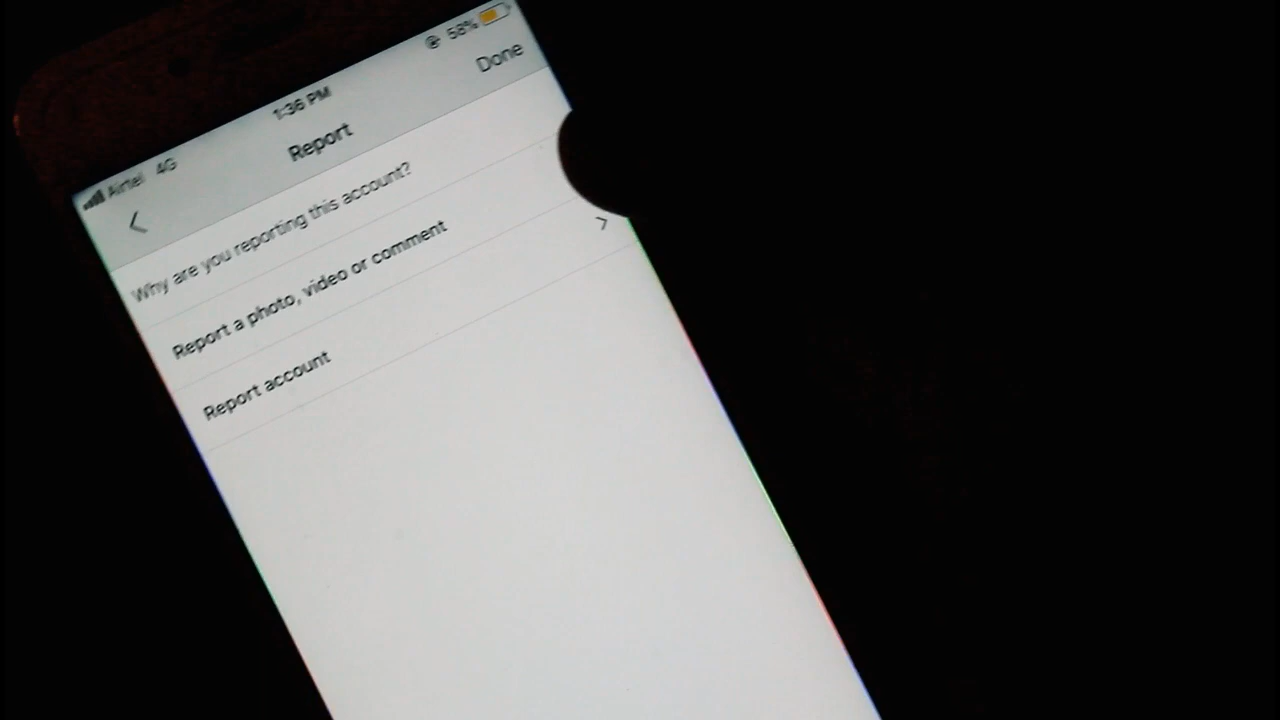 Airtel 4G 1:36 PM 58%
Report Done
Why are you reporting this account?
Report a photo, video or comment
Report account